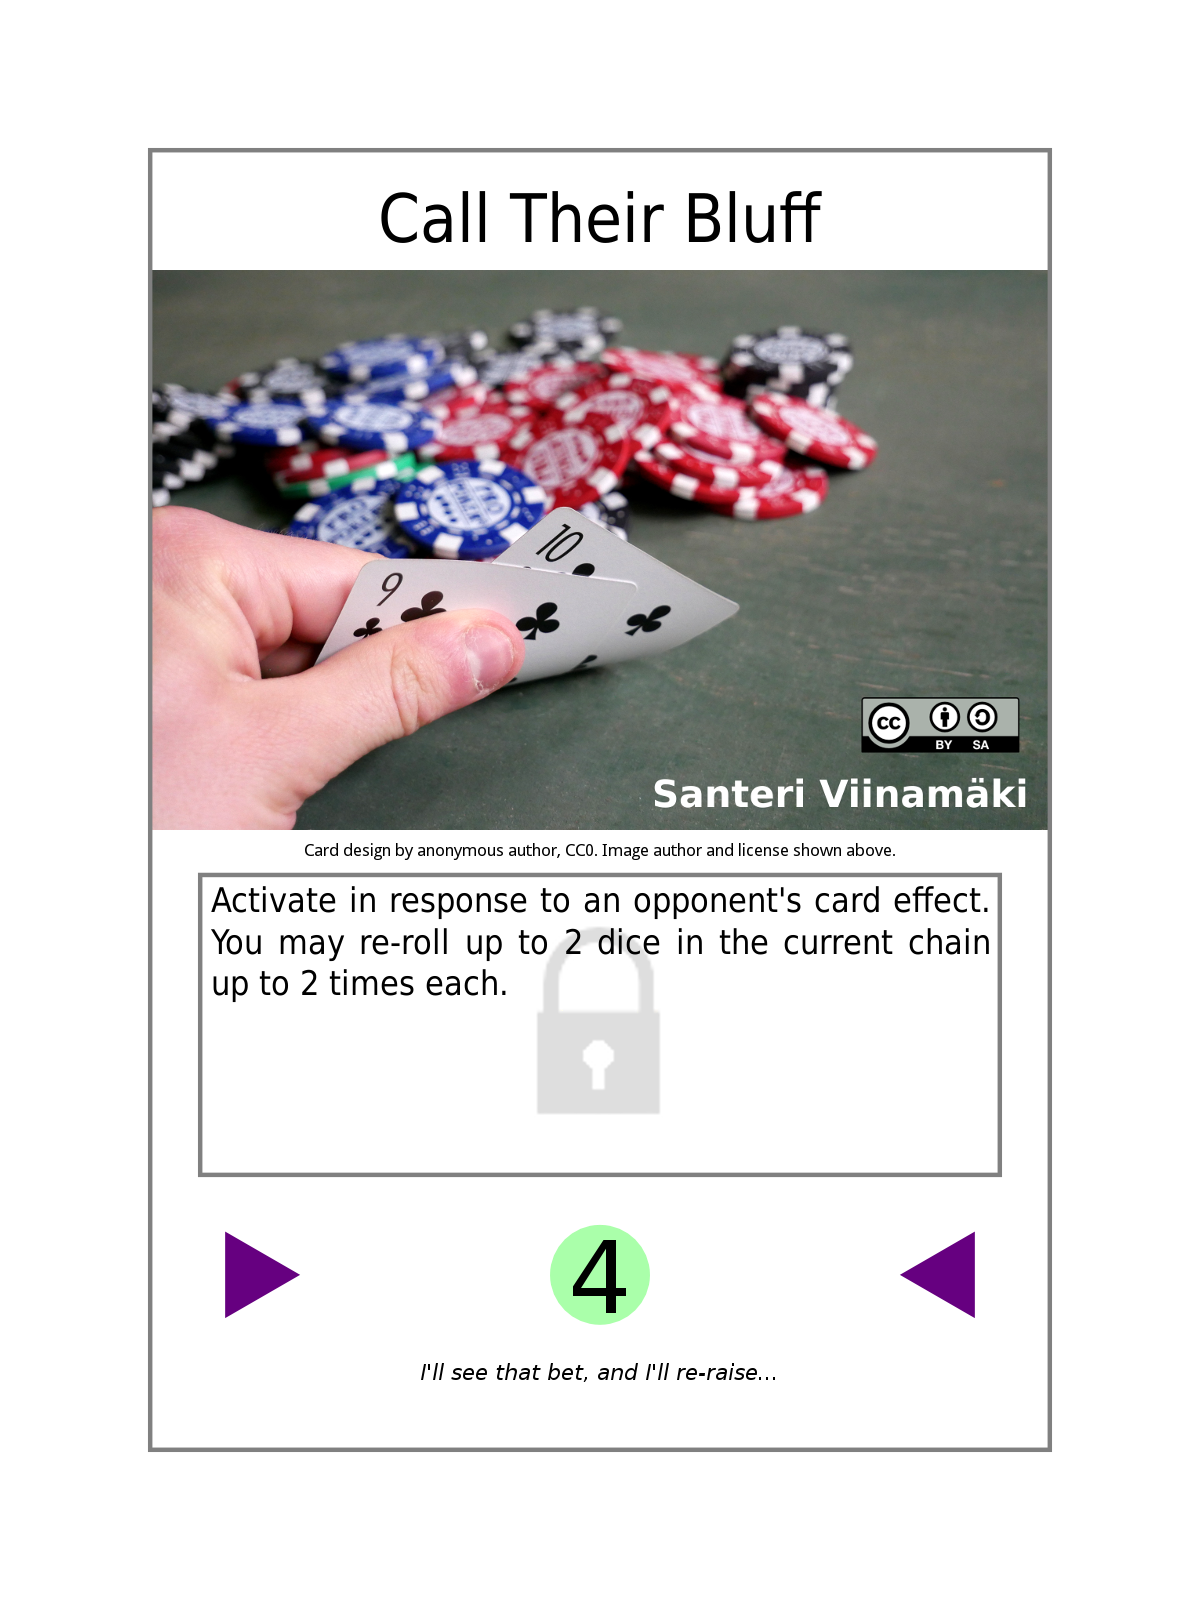 Call Their Bluff
10
9
cc
BY SA
Santeri Viinamäki
Card design by anonymous author, CC0. Image author and license shown above.
Activate in response to an opponent's card effect.
You may re-roll up to 2 dice in the current chain
up to 2 times each.
4
I'll see that bet, and I'll re-raise...